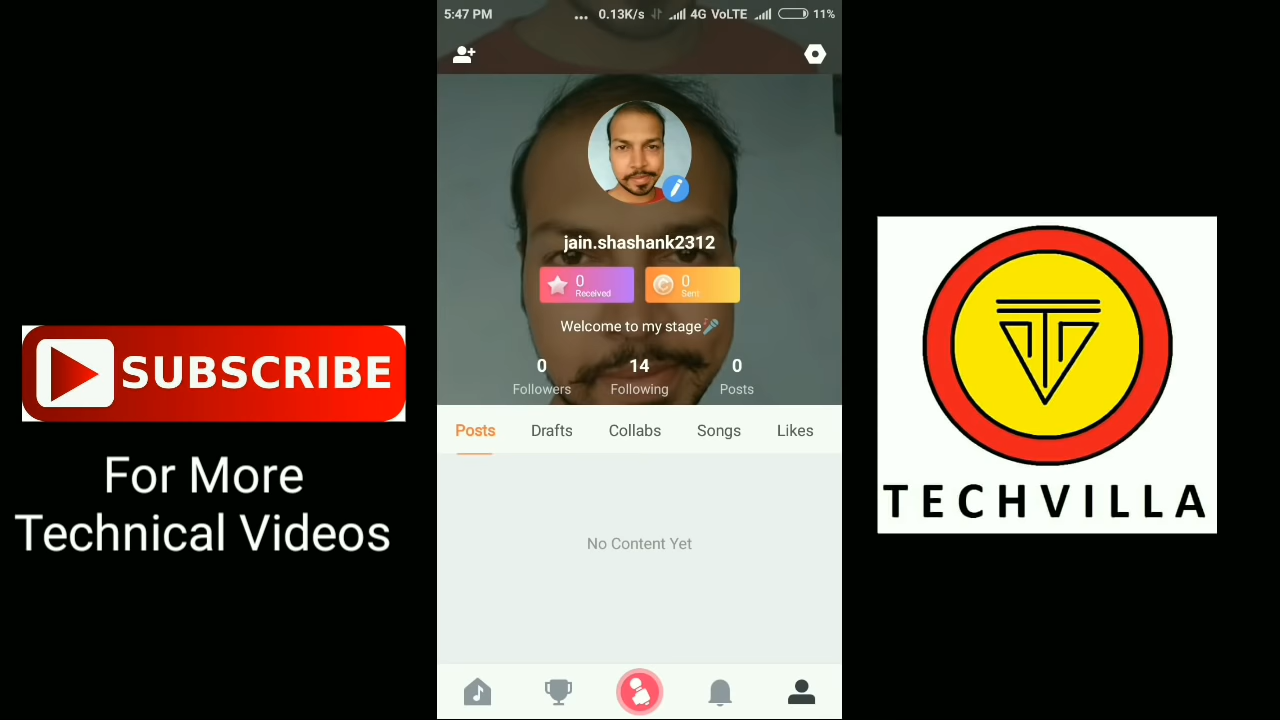 5:47 PM ... 0.13K/s 4G VoLTE 11%
jain.shashank2312
0
Received
0
Sent
Welcome to my stage🎤
0 14 0
Followers Following Posts
Posts Drafts Collabs Songs Likes
No Content Yet
SUBSCRIBE
For More
Technical Videos
TECHVILLA